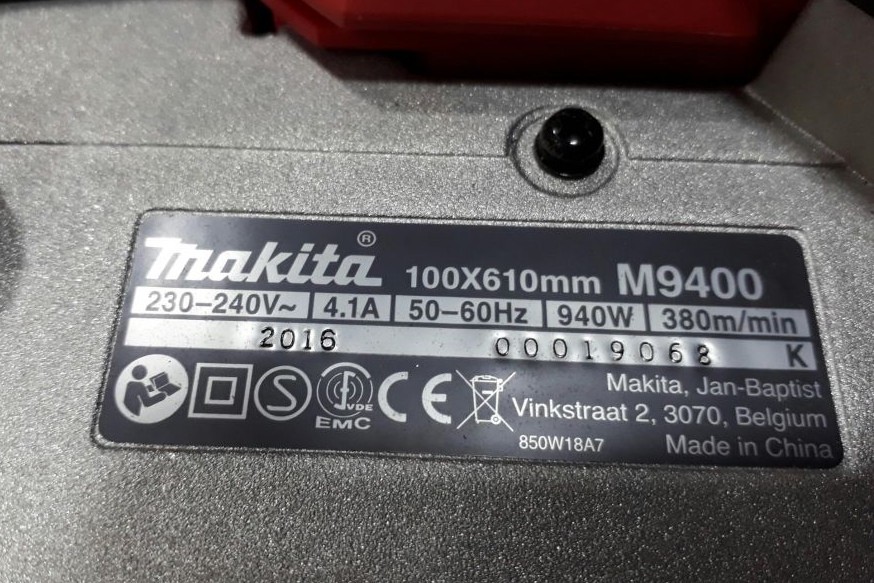 makita® 100X610mm M9400
230–240V~ 4.1A 50–60Hz 940W 380m/min
2016 00019068 K
S VDE EMC CE
Makita, Jan-Baptist
Vinkstraat 2, 3070, Belgium
850W18A7 Made in China